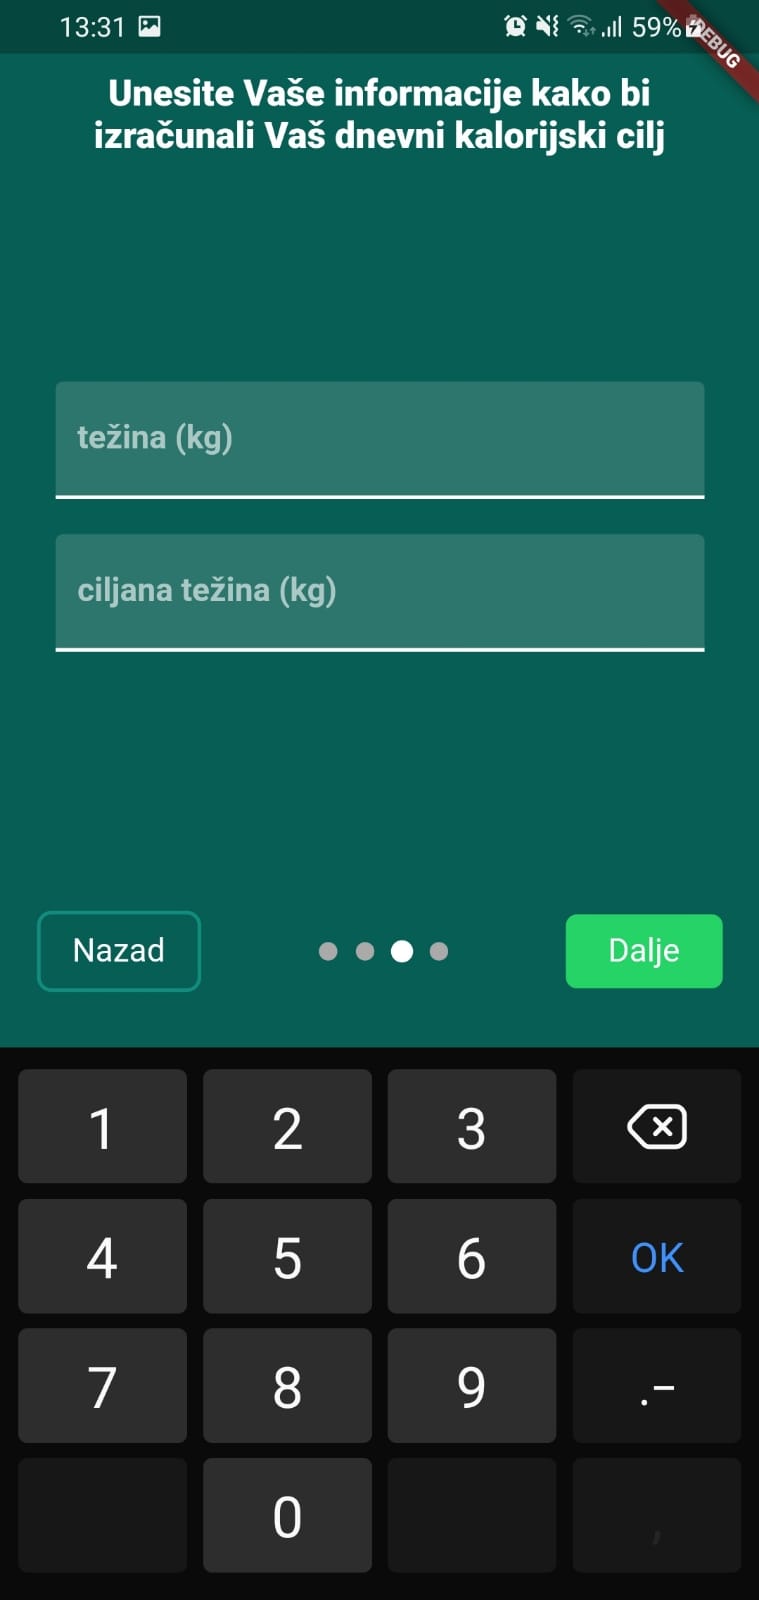 13:31
59%
DEBUG
Unesite Vaše informacije kako bi
izračunali Vaš dnevni kalorijski cilj
težina (kg)
ciljana težina (kg)
Nazad
Dalje
1 2 3
4 5 6 OK
7 8 9 .-
0 ,